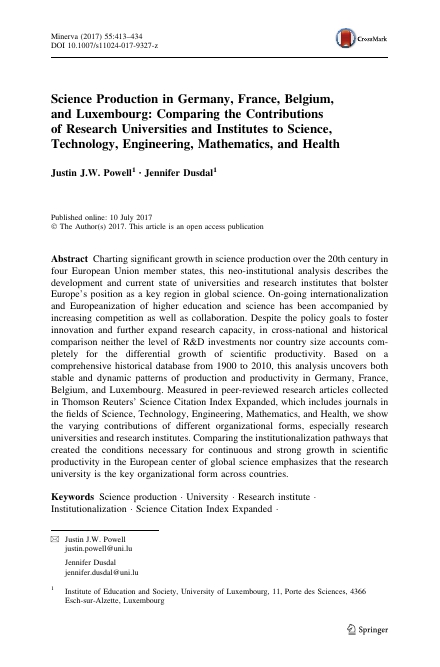 Minerva (2017) 55:413–434
DOI 10.1007/s11024-017-9327-z
CrossMark
Science Production in Germany, France, Belgium,
and Luxembourg: Comparing the Contributions
of Research Universities and Institutes to Science,
Technology, Engineering, Mathematics, and Health
Justin J.W. Powell1 · Jennifer Dusdal1
Published online: 10 July 2017
© The Author(s) 2017. This article is an open access publication
Abstract Charting significant growth in science production over the 20th century in
four European Union member states, this neo-institutional analysis describes the
development and current state of universities and research institutes that bolster
Europe's position as a key region in global science. On-going internationalization
and Europeanization of higher education and science has been accompanied by
increasing competition as well as collaboration. Despite the policy goals to foster
innovation and further expand research capacity, in cross-national and historical
comparison neither the level of R&D investments nor country size accounts com-
pletely for the differential growth of scientific productivity. Based on a
comprehensive historical database from 1900 to 2010, this analysis uncovers both
stable and dynamic patterns of production and productivity in Germany, France,
Belgium, and Luxembourg. Measured in peer-reviewed research articles collected
in Thomson Reuters' Science Citation Index Expanded, which includes journals in
the fields of Science, Technology, Engineering, Mathematics, and Health, we show
the varying contributions of different organizational forms, especially research
universities and research institutes. Comparing the institutionalization pathways that
created the conditions necessary for continuous and strong growth in scientific
productivity in the European center of global science emphasizes that the research
university is the key organizational form across countries.
Keywords Science production · University · Research institute ·
Institutionalization · Science Citation Index Expanded ·
Justin J.W. Powell
justin.powell@uni.lu
Jennifer Dusdal
jennifer.dusdal@uni.lu
1 Institute of Education and Society, University of Luxembourg, 11, Porte des Sciences, 4366
Esch-sur-Alzette, Luxembourg
Springer